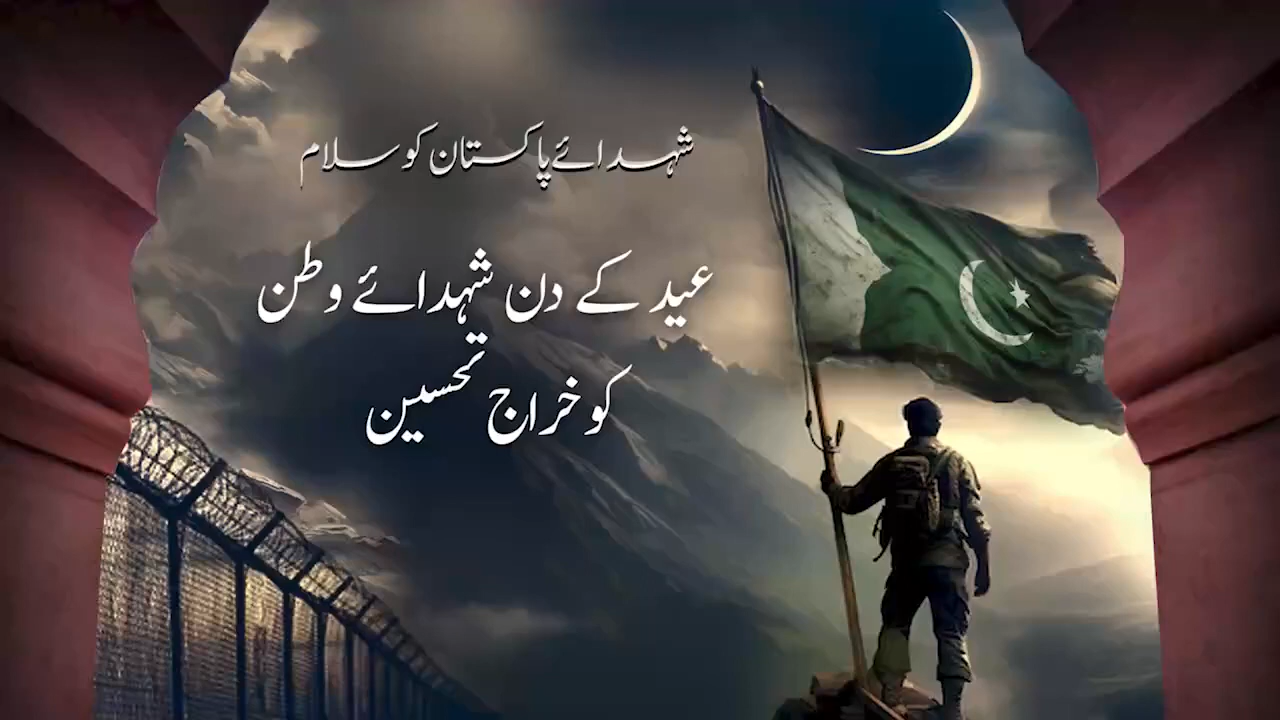 شہدائے پاکستان کو سلام
عید کے دن شہدائے وطن
کو خراج تحسین